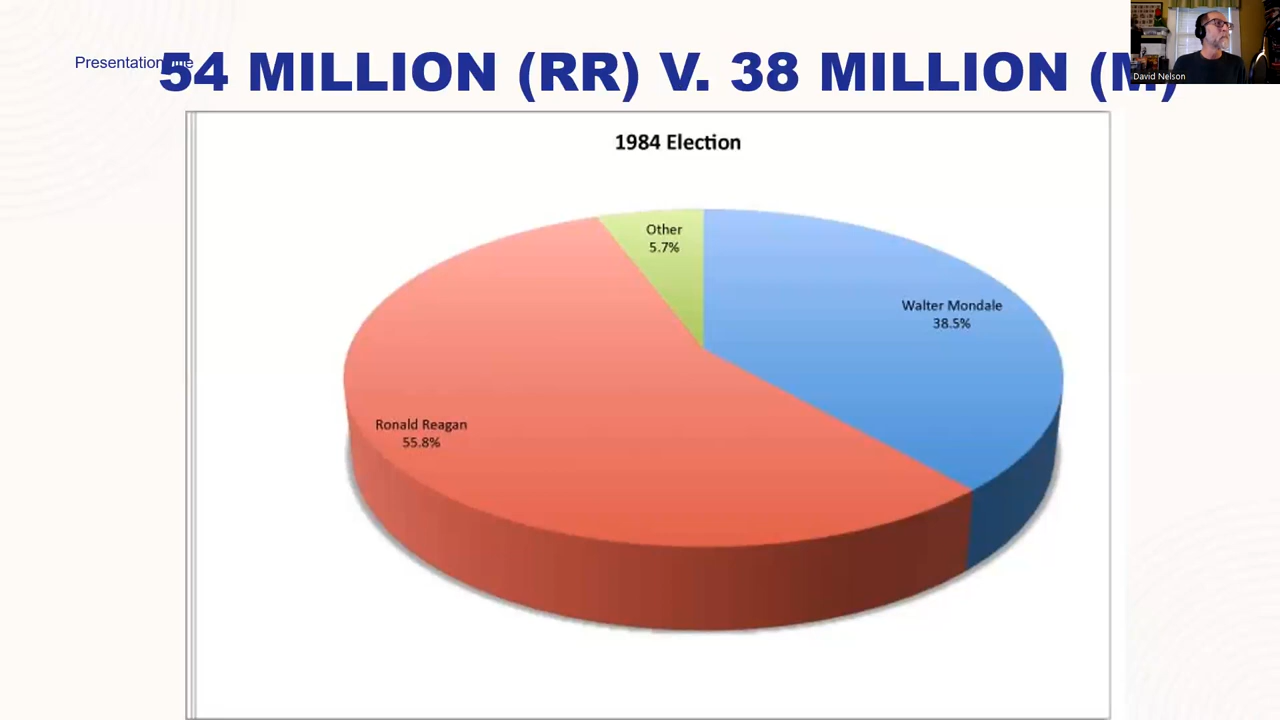 Presentation title
54 MILLION (RR) V. 38 MILLION (M)
David Nelson
1984 Election
Other
5.7%
Walter Mondale
38.5%
Ronald Reagan
55.8%